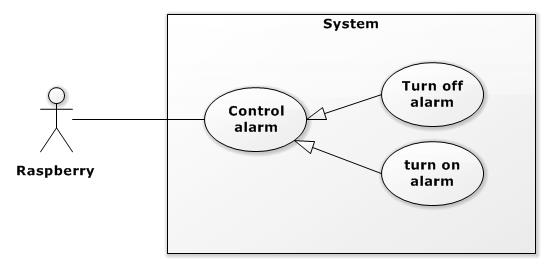 System
Turn off
alarm
Control
alarm
turn on
alarm
Raspberry